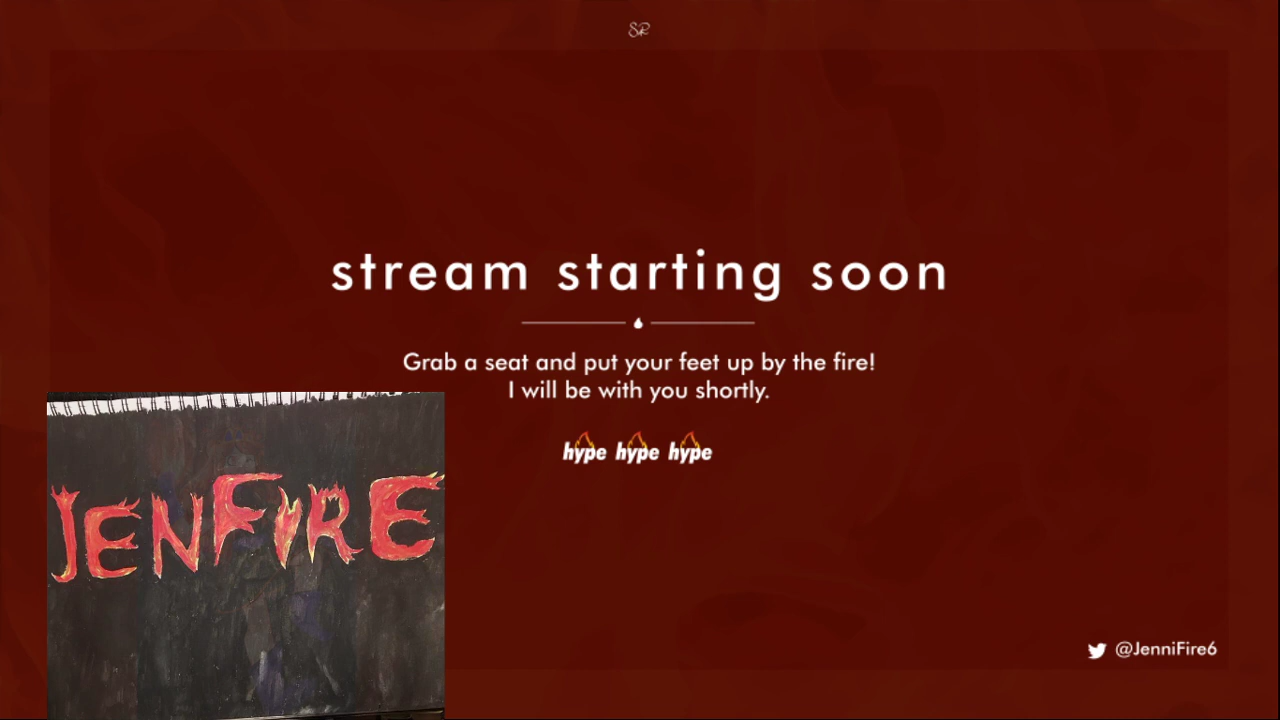 SR
stream starting soon
Grab a seat and put your feet up by the fire!
I will be with you shortly.
hype hype hype
JENFIRE
@JenniFire6